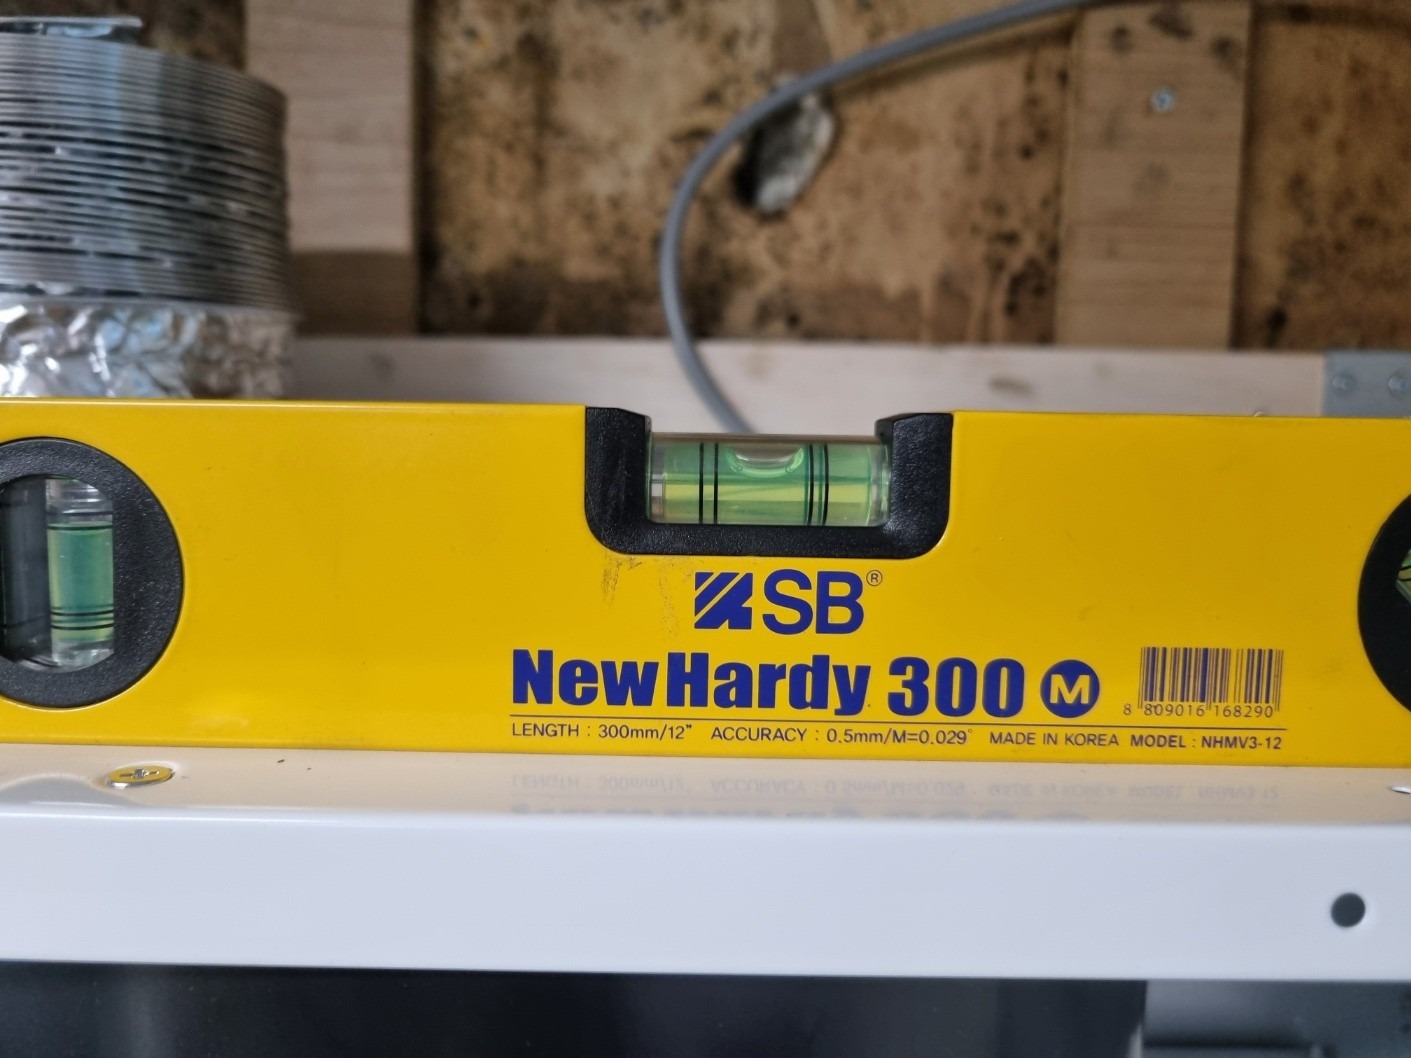 SB®
NewHardy 300 M
8 809016 168290
LENGTH : 300mm/12" ACCURACY : 0.5mm/M=0.029° MADE IN KOREA MODEL : NHMV3-12